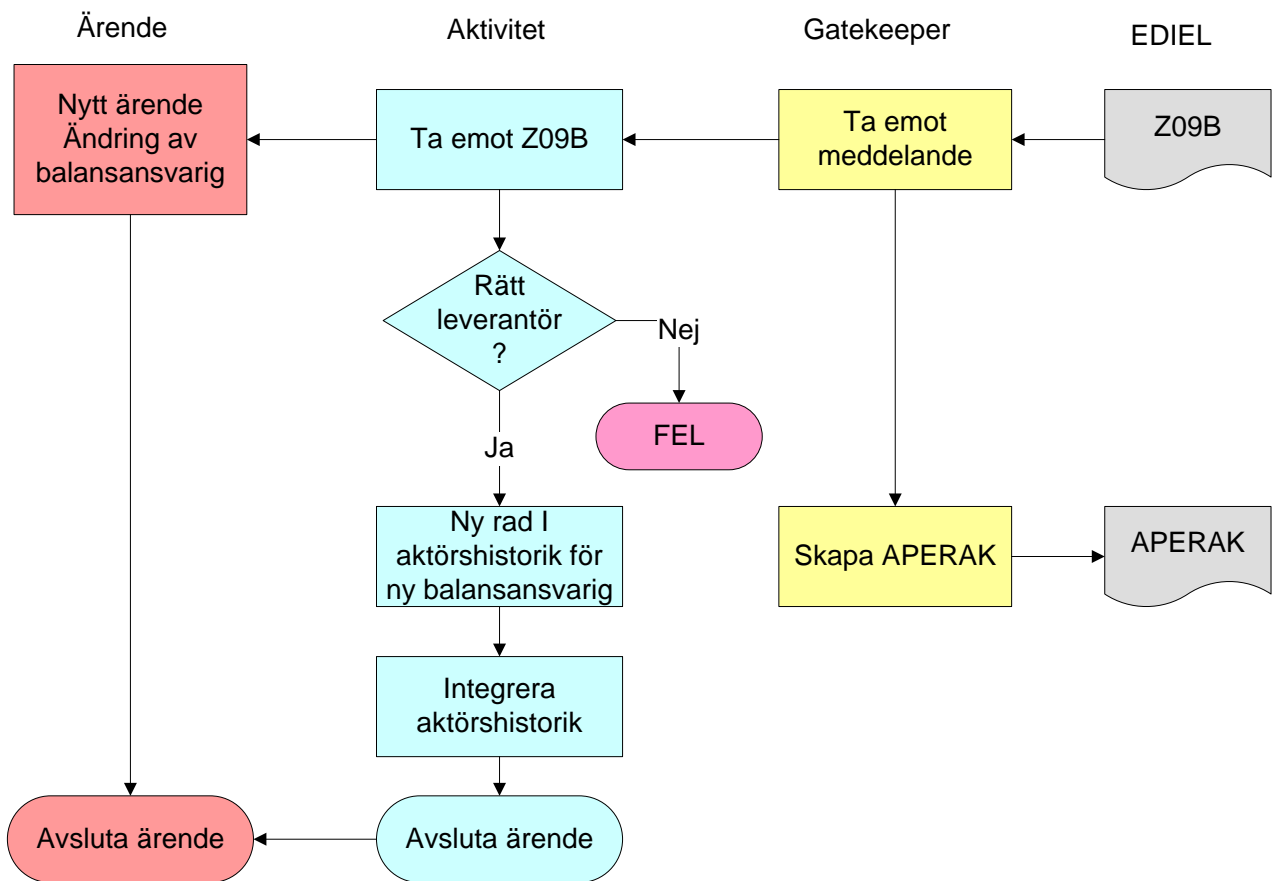 Ärende
Aktivitet
Gatekeeper
EDIEL
Nytt ärende
Ändring av
balansansvarig
Ta emot Z09B
Ta emot
meddelande
Z09B
Rätt
leverantör
?
Nej
FEL
Ja
Ny rad I
aktörshistorik för
ny balansansvarig
Skapa APERAK
APERAK
Integrera
aktörshistorik
Avsluta ärende
Avsluta ärende